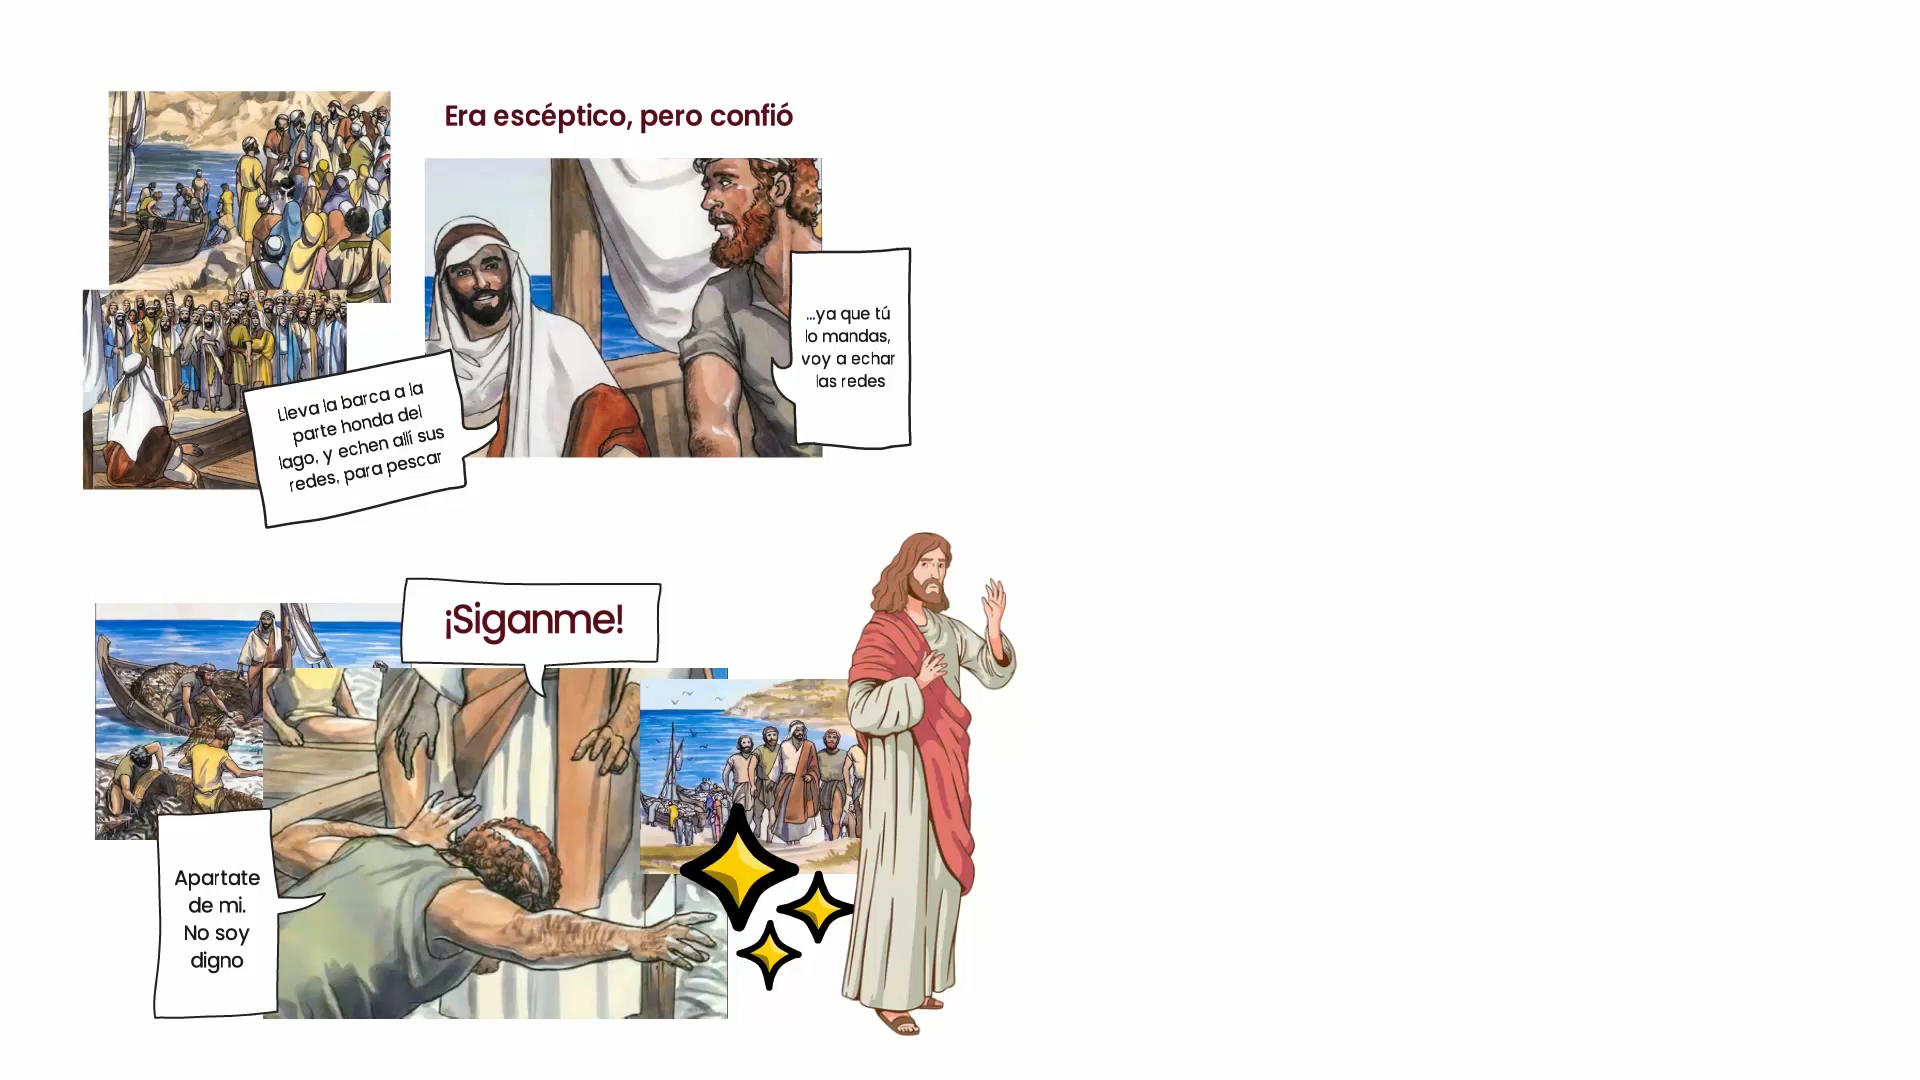 Era escéptico, pero confió
...ya que tú
lo mandas,
voy a echar
las redes
Lleva la barca a la
parte honda del
lago, y echen allí sus
redes, para pescar
¡Siganme!
Apartate
de mi.
No soy
digno